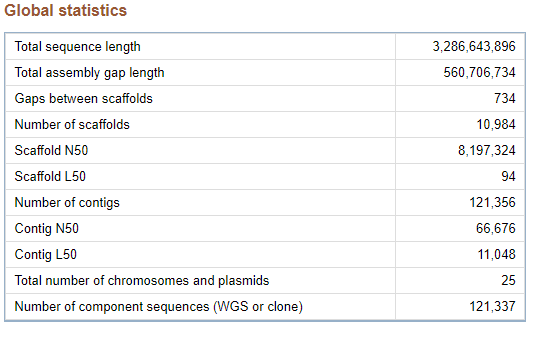 Global statistics
Total sequence length 3,286,643,896
Total assembly gap length 560,706,734
Gaps between scaffolds 734
Number of scaffolds 10,984
Scaffold N50 8,197,324
Scaffold L50 94
Number of contigs 121,356
Contig N50 66,676
Contig L50 11,048
Total number of chromosomes and plasmids 25
Number of component sequences (WGS or clone) 121,337